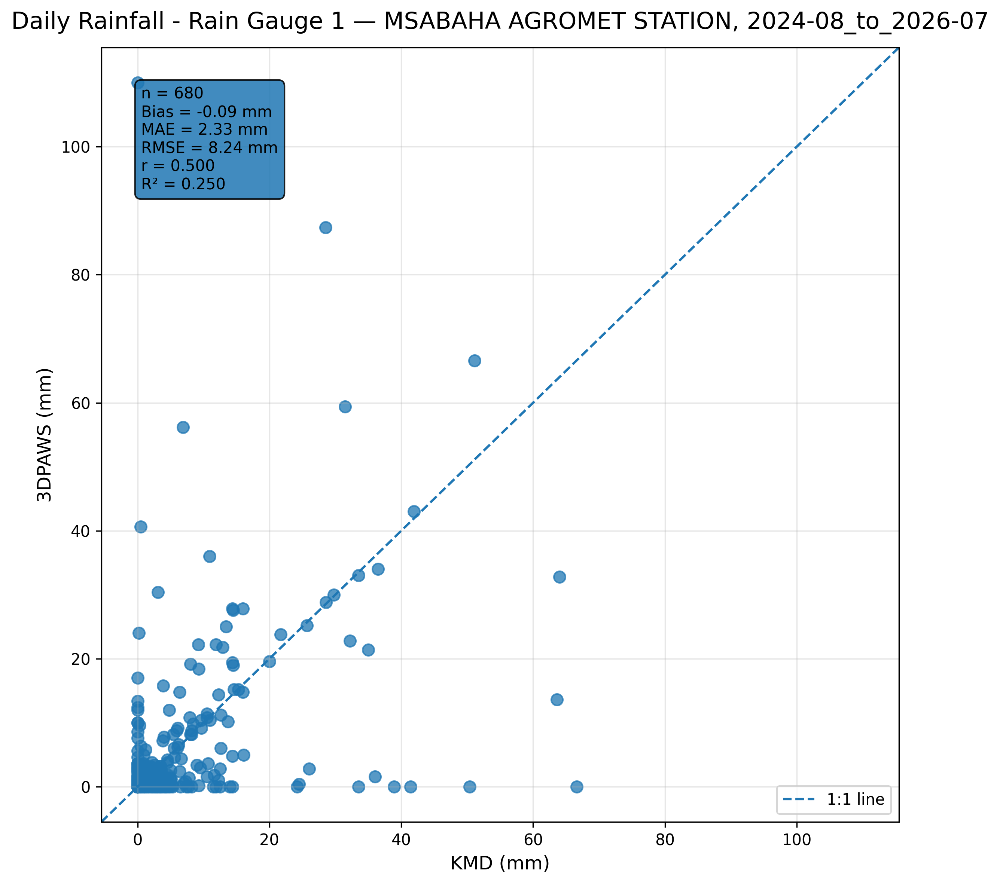 Daily Rainfall - Rain Gauge 1 — MSABAHA AGROMET STATION, 2024-08_to_2026-07
n = 680
Bias = -0.09 mm
MAE = 2.33 mm
RMSE = 8.24 mm
r = 0.500
R² = 0.250
100
80
60
40
20
0
3DPAWS (mm)
1:1 line
0 20 40 60 80 100
KMD (mm)